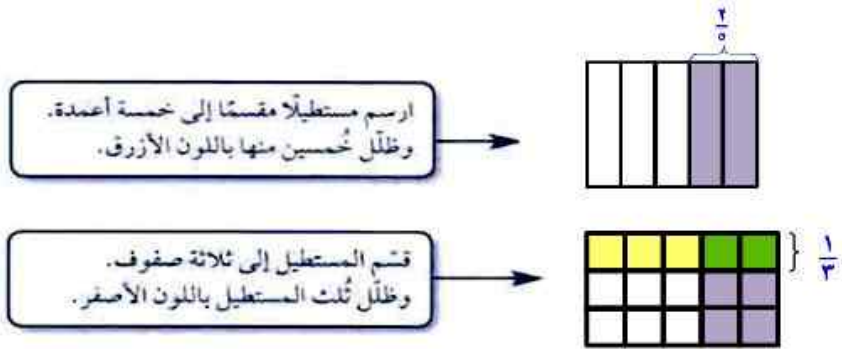 ٢
٥
ارسم مستطيلًا مقسمًا إلى خمسة أعمدة.
وظلّل خُمسين منها باللون الأزرق.
قسّم المستطيل إلى ثلاثة صفوف.
وظلّل ثُلث المستطيل باللون الأصفر.
١
٣